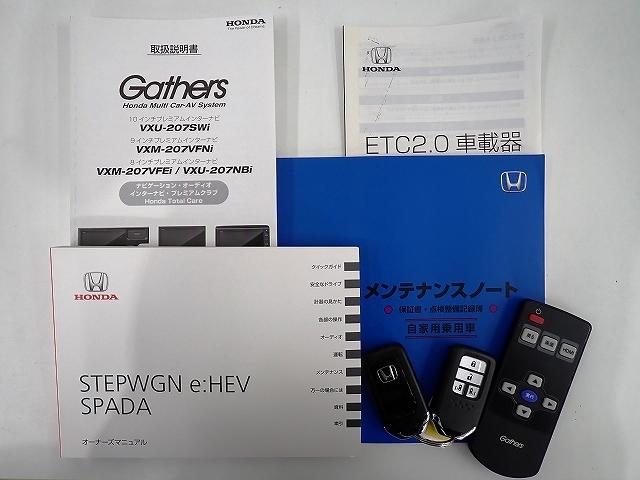 HONDA
The Power of Dreams
取扱説明書
Gathers
Honda Multi Car-AV System
10インチプレミアムインターナビ
VXU-207SWi
9インチプレミアムインターナビ
VXM-207VFNi
8インチプレミアムインターナビ
VXM-207VFEi / VXU-207NBi
ナビゲーション・オーディオ
インターナビ・プレミアムクラブ
Honda Total Care
HONDA
ETC2.0 車載器
メンテナンスノート
保証書・点検整備記録簿
自家用乗用車
HONDA
STEPWGN e:HEV
SPADA
オーナーズマニュアル
クイックガイド
安全なドライブ
計器の見かた
各部の操作
オーディオ
運転
メンテナンス
万一の場合には
資料
索引
戻る
画面
HDMI
実行
Gathers